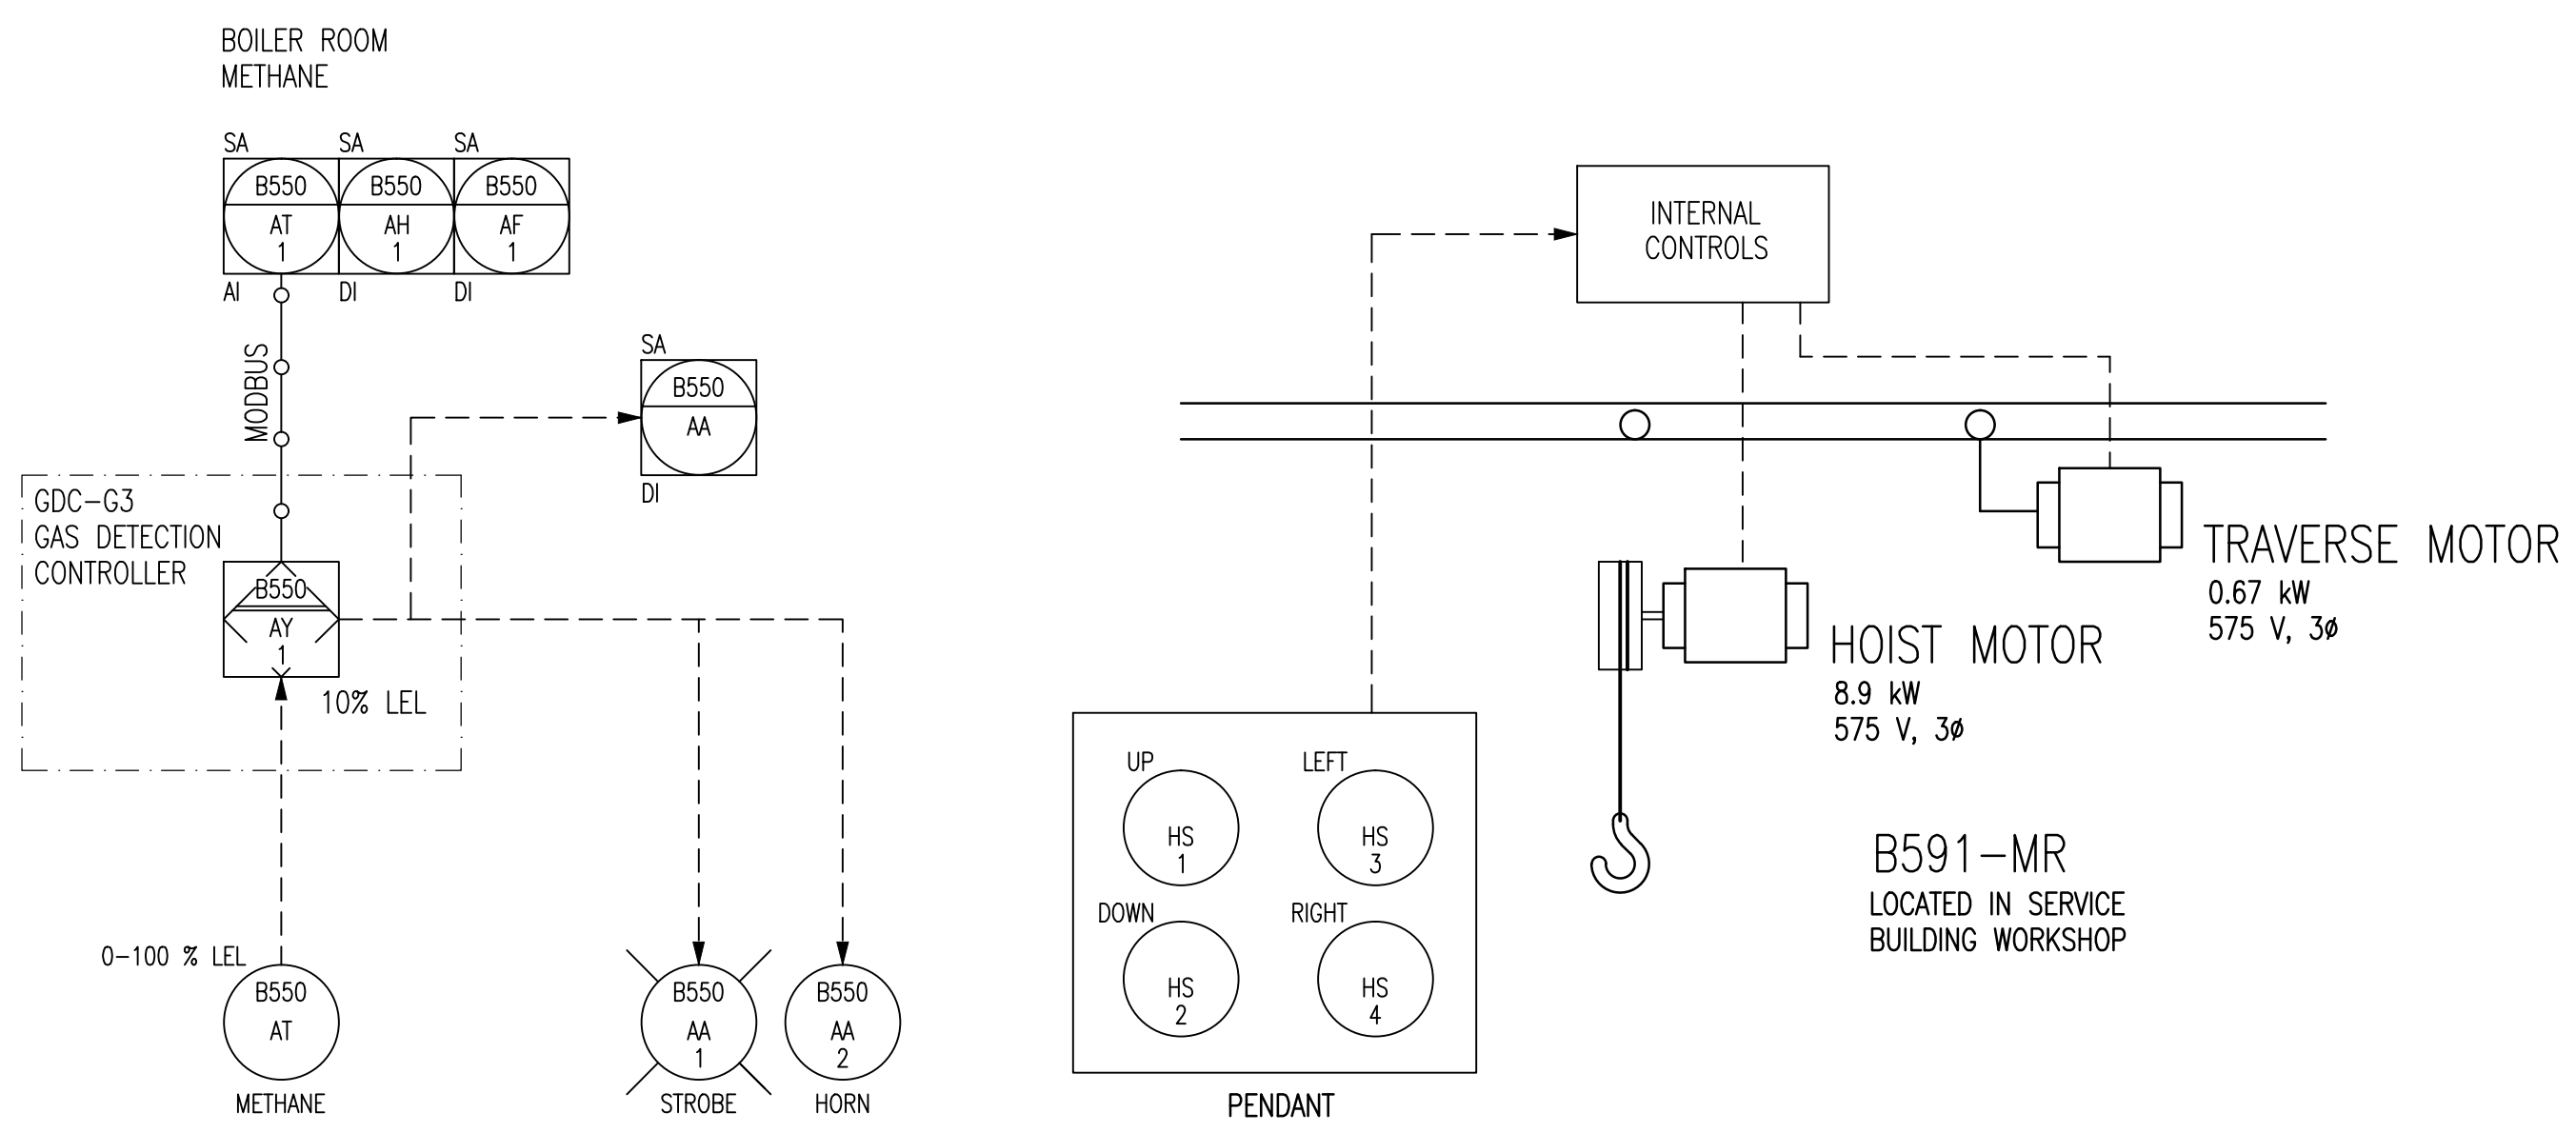 BOILER ROOM
METHANE
SA SA SA
B550 B550 B550
AT AH AF
1 1 1
AI DI DI
MODBUS
SA
B550
AA
DI
GDC-G3
GAS DETECTION
CONTROLLER
B550
AY
1
10% LEL
0-100 % LEL
B550
AT
METHANE
B550
AA
1
STROBE
B550
AA
2
HORN
INTERNAL
CONTROLS
TRAVERSE MOTOR
0.67 kW
575 V, 3ø
HOIST MOTOR
8.9 kW
575 V, 3ø
UP
HS
1
LEFT
HS
3
DOWN
HS
2
RIGHT
HS
4
PENDANT
B591-MR
LOCATED IN SERVICE
BUILDING WORKSHOP